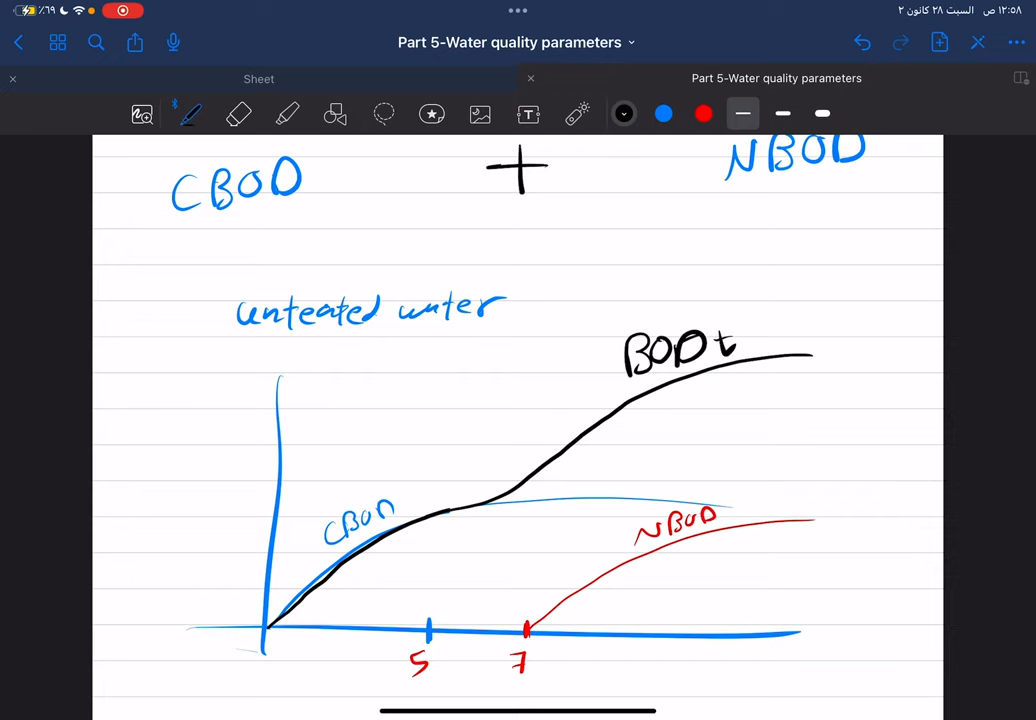 ٪٦٩ ١٢:٥٨ ص السبت ٢٨ كانون ٢
Part 5-Water quality parameters
Sheet Part 5-Water quality parameters
CBOD + NBOD
unteated water
BODt
CBOD
NBOD
5 7